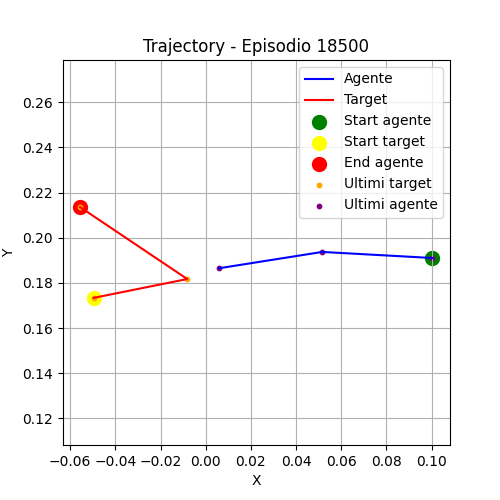 Trajectory - Episodio 18500
Agente
Target
Start agente
Start target
End agente
Ultimi target
Ultimi agente
0.26
0.24
0.22
0.20
0.18
0.16
0.14
0.12
Y
−0.06 −0.04 −0.02 0.00 0.02 0.04 0.06 0.08 0.10
X